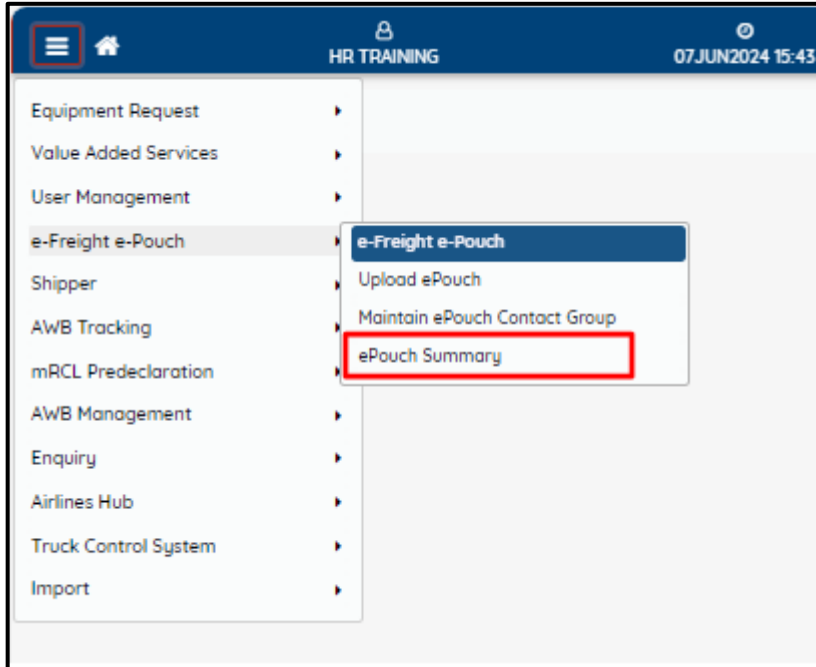 HR TRAINING
07JUN2024 15:43
Equipment Request
Value Added Services
User Management
e-Freight e-Pouch
Shipper
AWB Tracking
mRCL Predeclaration
AWB Management
Enquiry
Airlines Hub
Truck Control System
Import
e-Freight e-Pouch
Upload ePouch
Maintain ePouch Contact Group
ePouch Summary